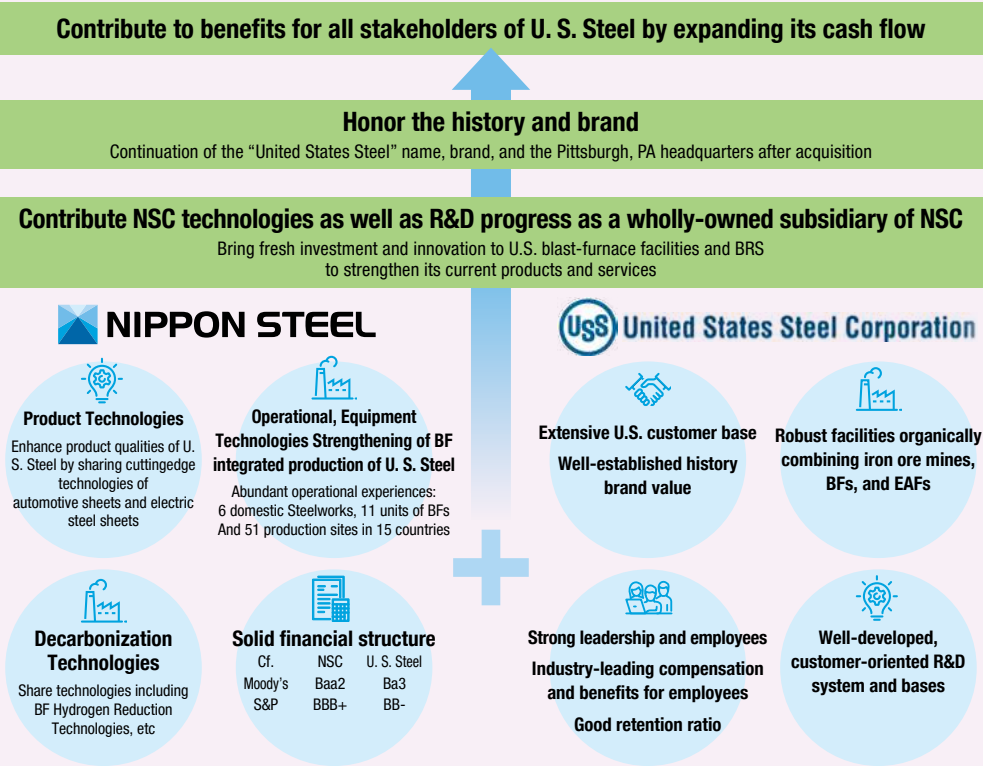 Contribute to benefits for all stakeholders of U. S. Steel by expanding its cash flow
Honor the history and brand
Continuation of the “United States Steel” name, brand, and the Pittsburgh, PA headquarters after acquisition
Contribute NSC technologies as well as R&D progress as a wholly-owned subsidiary of NSC
Bring fresh investment and innovation to U.S. blast-furnace facilities and BRS
to strengthen its current products and services
NIPPON STEEL
Product Technologies
Enhance product qualities of U.
S. Steel by sharing cuttingedge
technologies of
automotive sheets and electric
steel sheets
Operational, Equipment
Technologies Strengthening of BF
integrated production of U. S. Steel
Abundant operational experiences:
6 domestic Steelworks, 11 units of BFs
And 51 production sites in 15 countries
Decarbonization
Technologies
Share technologies including
BF Hydrogen Reduction
Technologies, etc
Solid financial structure
Cf. NSC U. S. Steel
Moody’s Baa2 Ba3
S&P BBB+ BB-
USS United States Steel Corporation
Extensive U.S. customer base
Well-established history
brand value
Robust facilities organically
combining iron ore mines,
BFs, and EAFs
Strong leadership and employees
Industry-leading compensation
and benefits for employees
Good retention ratio
Well-developed,
customer-oriented R&D
system and bases